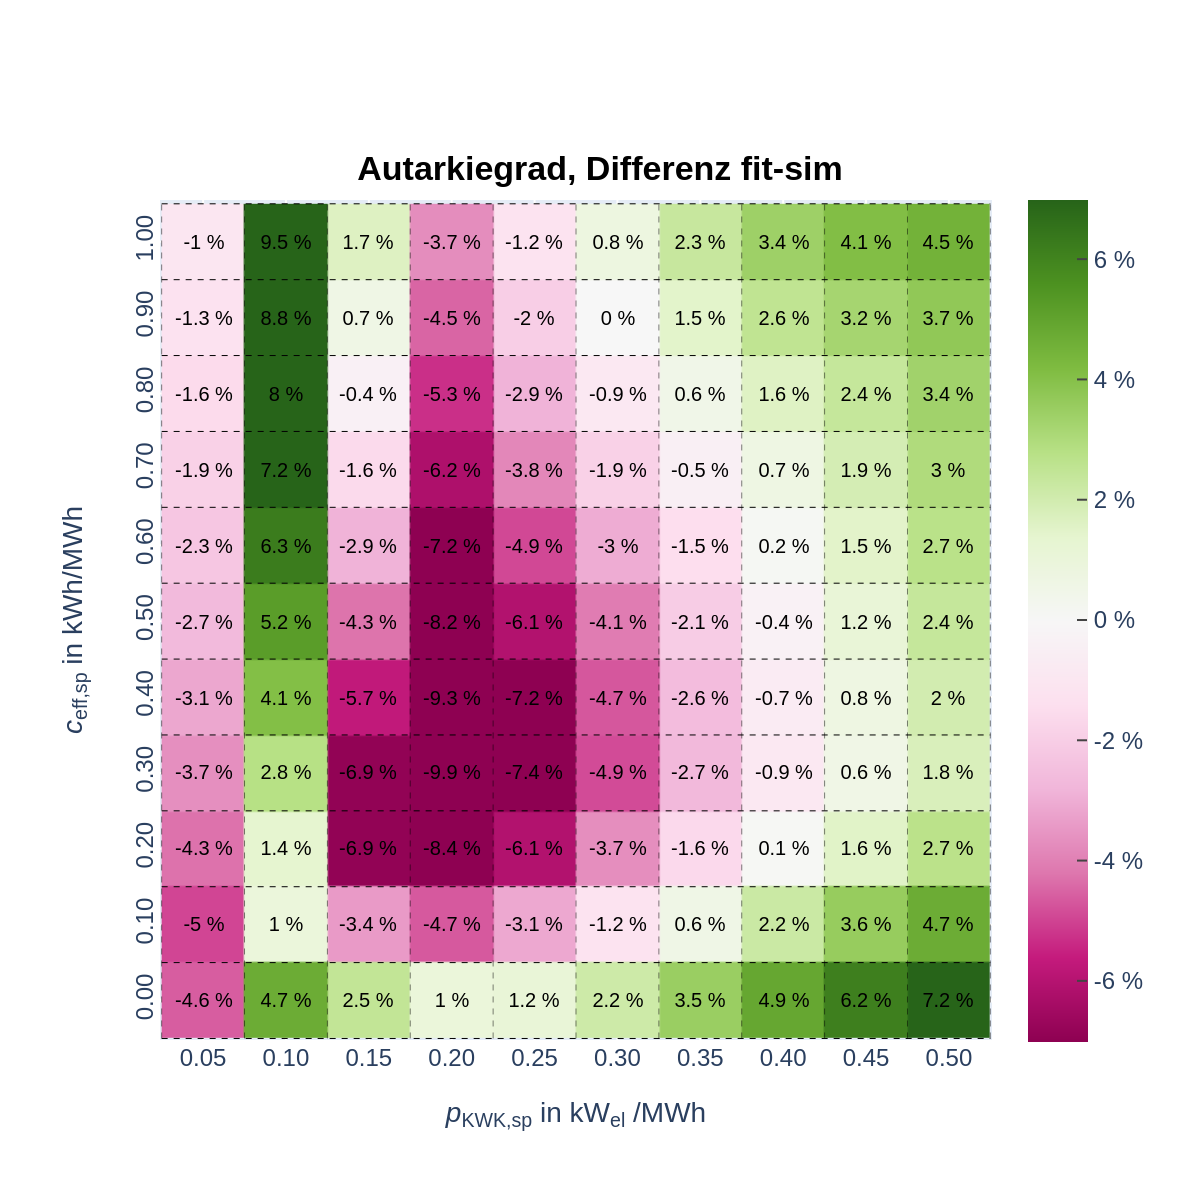 Autarkiegrad, Differenz fit-sim
1.00 -1 % 9.5 % 1.7 % -3.7 % -1.2 % 0.8 % 2.3 % 3.4 % 4.1 % 4.5 %
0.90 -1.3 % 8.8 % 0.7 % -4.5 % -2 % 0 % 1.5 % 2.6 % 3.2 % 3.7 %
0.80 -1.6 % 8 % -0.4 % -5.3 % -2.9 % -0.9 % 0.6 % 1.6 % 2.4 % 3.4 %
0.70 -1.9 % 7.2 % -1.6 % -6.2 % -3.8 % -1.9 % -0.5 % 0.7 % 1.9 % 3 %
0.60 -2.3 % 6.3 % -2.9 % -7.2 % -4.9 % -3 % -1.5 % 0.2 % 1.5 % 2.7 %
0.50 -2.7 % 5.2 % -4.3 % -8.2 % -6.1 % -4.1 % -2.1 % -0.4 % 1.2 % 2.4 %
0.40 -3.1 % 4.1 % -5.7 % -9.3 % -7.2 % -4.7 % -2.6 % -0.7 % 0.8 % 2 %
0.30 -3.7 % 2.8 % -6.9 % -9.9 % -7.4 % -4.9 % -2.7 % -0.9 % 0.6 % 1.8 %
0.20 -4.3 % 1.4 % -6.9 % -8.4 % -6.1 % -3.7 % -1.6 % 0.1 % 1.6 % 2.7 %
0.10 -5 % 1 % -3.4 % -4.7 % -3.1 % -1.2 % 0.6 % 2.2 % 3.6 % 4.7 %
0.00 -4.6 % 4.7 % 2.5 % 1 % 1.2 % 2.2 % 3.5 % 4.9 % 6.2 % 7.2 %
0.05 0.10 0.15 0.20 0.25 0.30 0.35 0.40 0.45 0.50
pKWK,sp in kWel /MWh
ceff,sp in kWh/MWh
6 %
4 %
2 %
0 %
-2 %
-4 %
-6 %